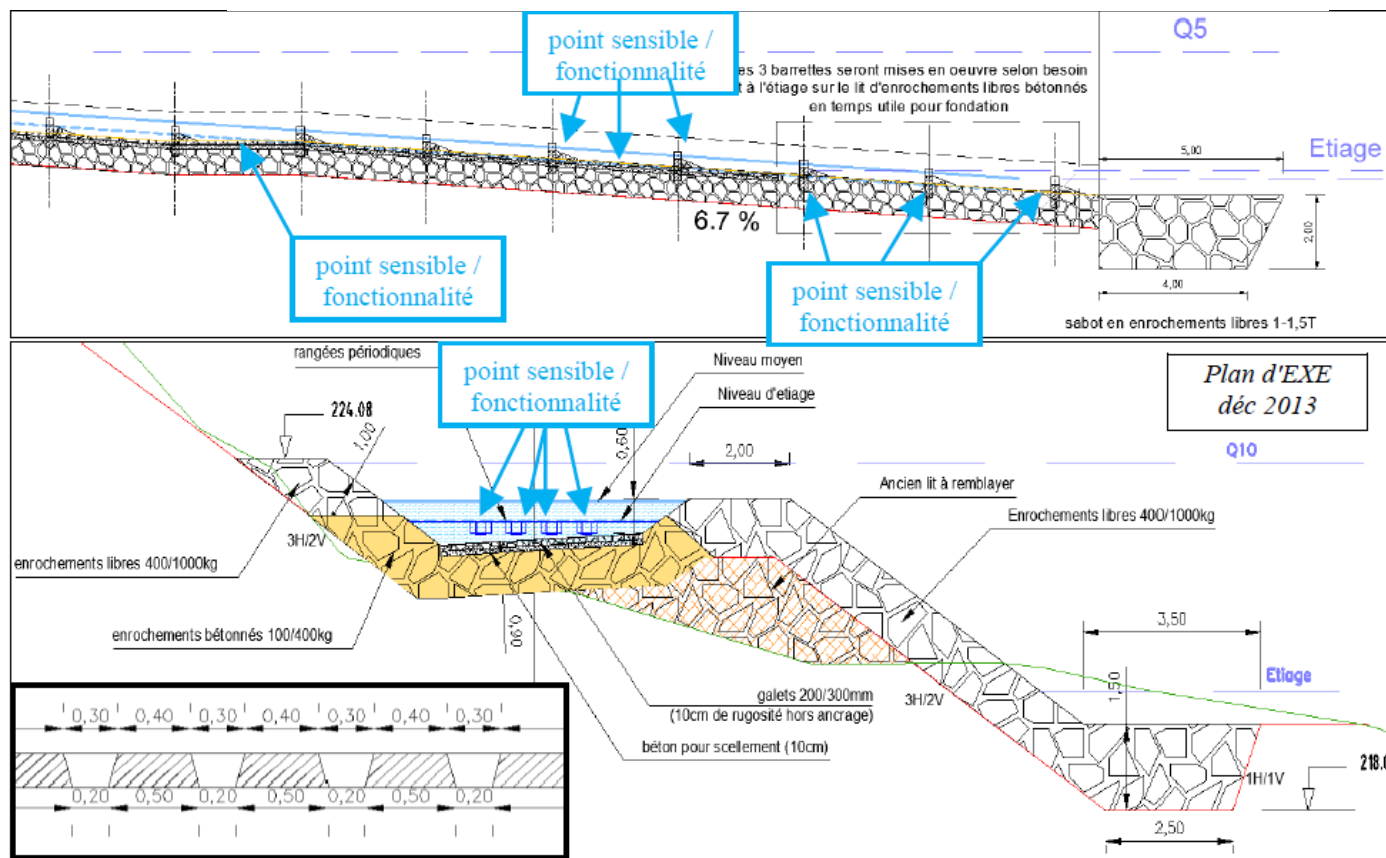 Q5
point sensible /
fonctionnalité
es 3 barrettes seront mises en oeuvre selon besoin
t à l'étiage sur le lit d'enrochements libres bétonnés
en temps utile pour fondation
Etiage
5,00
6.7 %
2,00
point sensible /
fonctionnalité
point sensible /
fonctionnalité
4,00
sabot en enrochements libres 1-1,5T
rangées périodiques
point sensible /
fonctionnalité
Niveau moyen
Niveau d'etiage
Plan d'EXE
déc 2013
224.08
1,00
0,60
2,00
Q10
Ancien lit à remblayer
Enrochements libres 400/1000kg
3H/2V
enrochements libres 400/1000kg
enrochements bétonnés 100/400kg
0,90
3,50
Etiage
1,50
galets 200/300mm
(10cm de rugosité hors ancrage)
3H/2V
béton pour scellement (10cm)
1H/1V
218.0
2,50
0,30 0,40 0,30 0,40 0,30 0,40 0,30
0,20 0,50 0,20 0,50 0,20 0,50 0,20